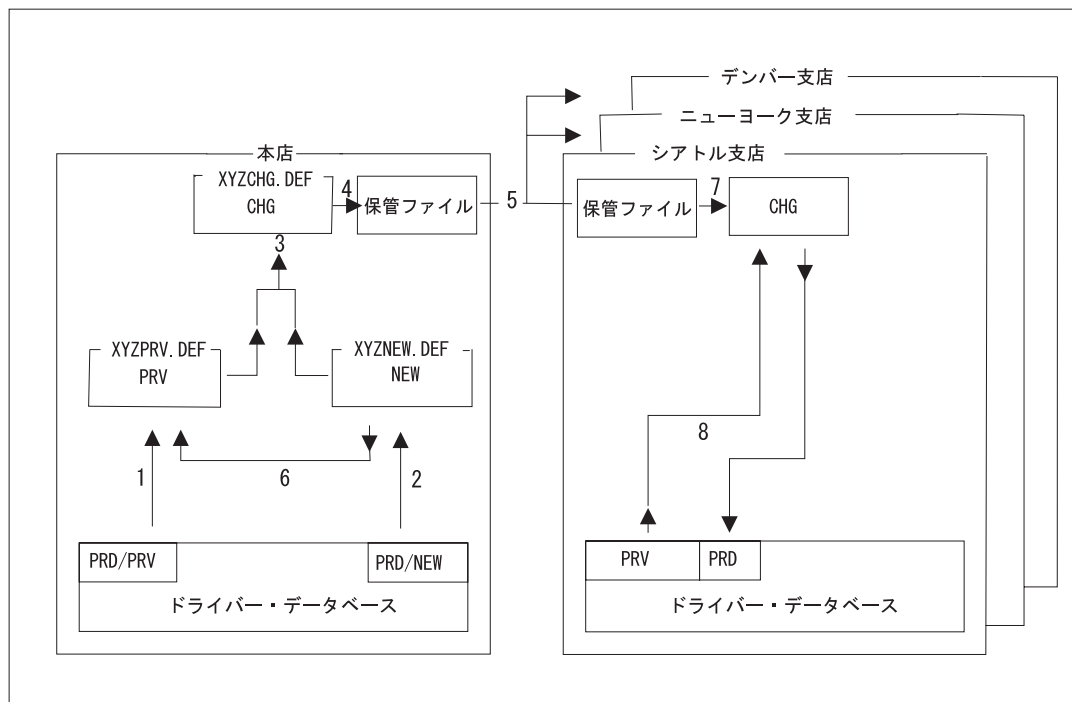 デンバー支店
ニューヨーク支店
本店
シアトル支店
XYZCHG.DEF
CHG
4
保管ファイル
5
保管ファイル
7
CHG
3
XYZPRV.DEF
PRV
XYZNEW.DEF
NEW
1
6
2
8
PRD/PRV
PRD/NEW
ドライバー・データベース
PRV
PRD
ドライバー・データベース